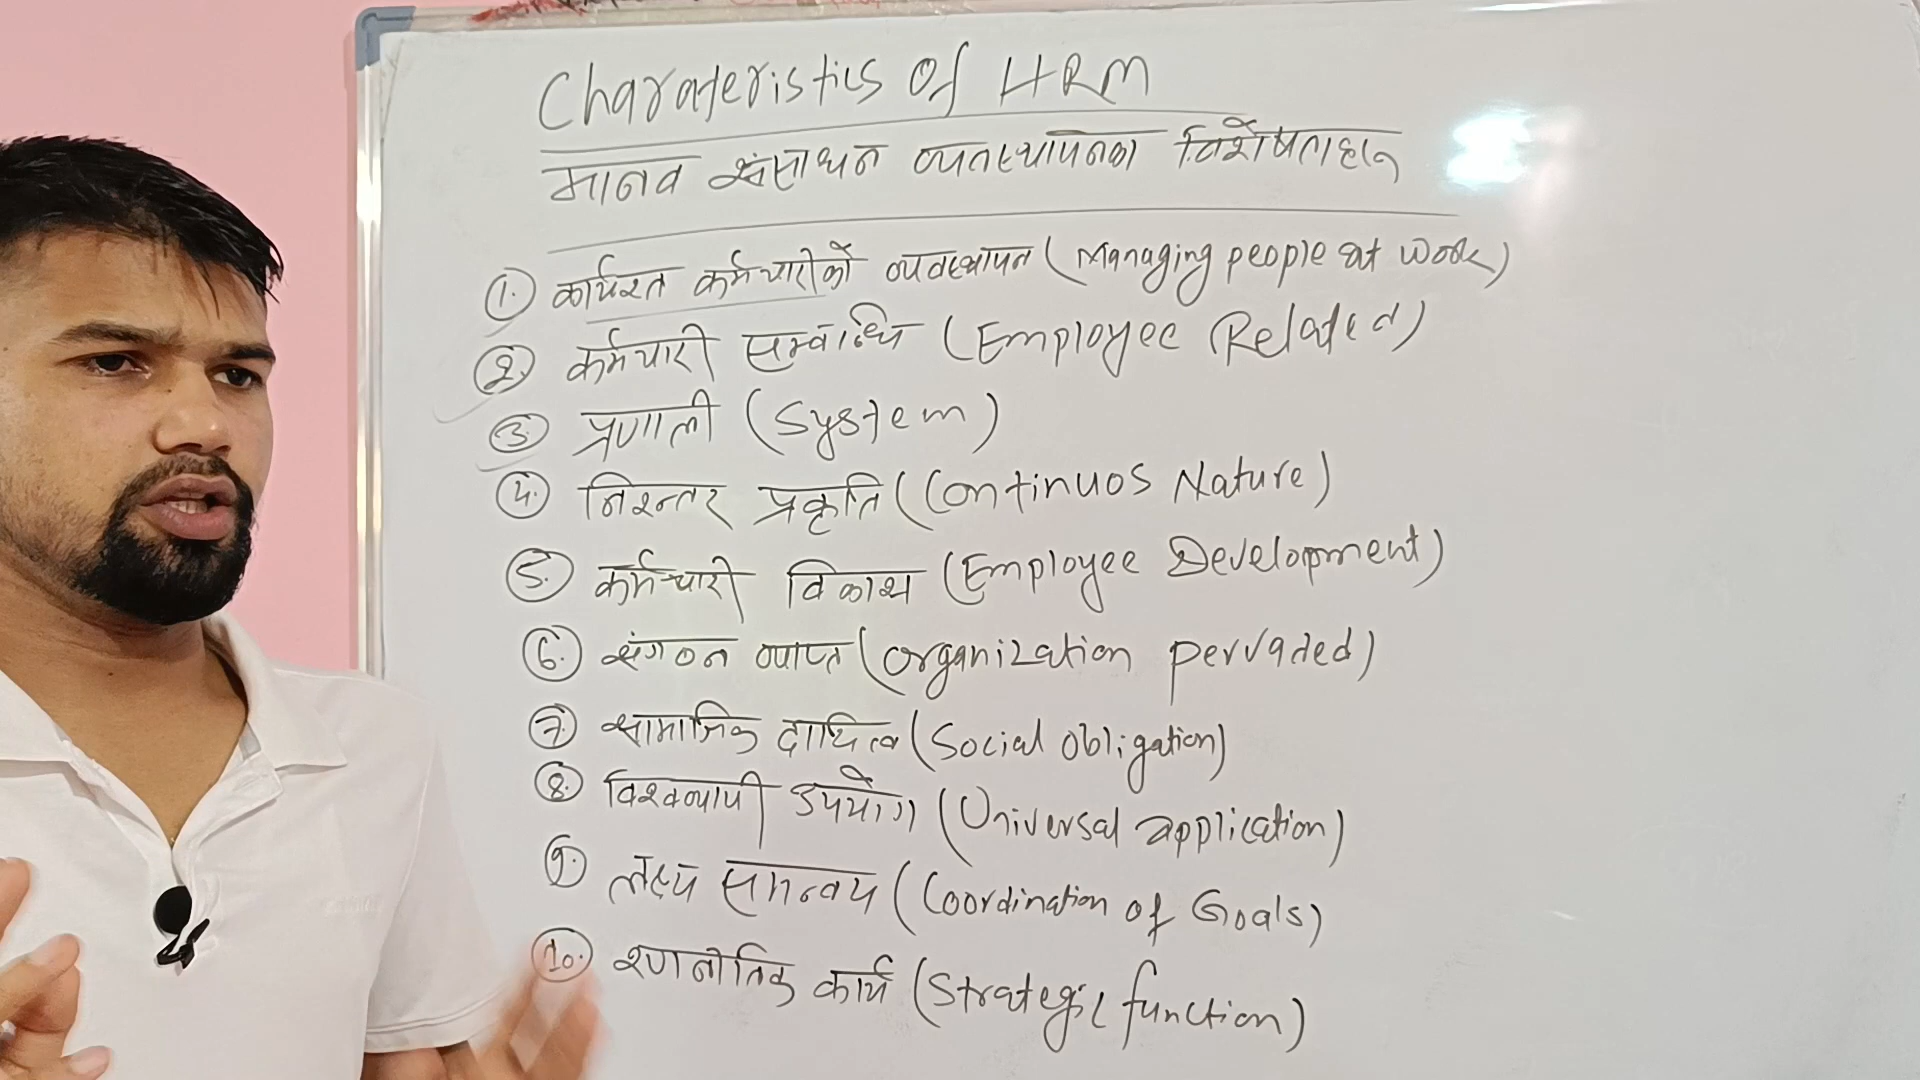 Charateristics of HRM
मानव संसाधन व्यवस्थापनका विशेषताहरू
1. कार्यरत कर्मचारीको व्यवस्थापन (Managing people at work)
2. कर्मचारी सम्बन्धि (Employee Related)
3. प्रणाली (System)
4. निरन्तर प्रकृति (Continuos Nature)
5. कर्मचारी विकाश (Employee Development)
6. संगठन व्याप्त (Organization pervaded)
7. सामाजिक दायित्व (Social obligation)
8. विश्वव्यापी उपयोग (Universal application)
9. लक्ष्य समन्वय (Coordination of Goals)
10. रणनीतिक कार्य (Strategic function)